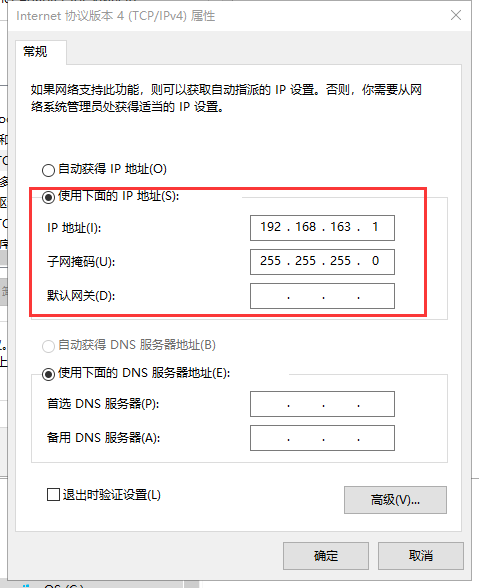 Internet 协议版本 4 (TCP/IPv4) 属性
常规
如果网络支持此功能，则可以获取自动指派的 IP 设置。否则，你需要从网
络系统管理员处获得适当的 IP 设置。
自动获得 IP 地址(O)
使用下面的 IP 地址(S):
IP 地址(I): 192 . 168 . 163 . 1
子网掩码(U): 255 . 255 . 255 . 0
默认网关(D): . . .
自动获得 DNS 服务器地址(B)
使用下面的 DNS 服务器地址(E):
首选 DNS 服务器(P): . . .
备用 DNS 服务器(A): . . .
退出时验证设置(L)
高级(V)...
确定
取消